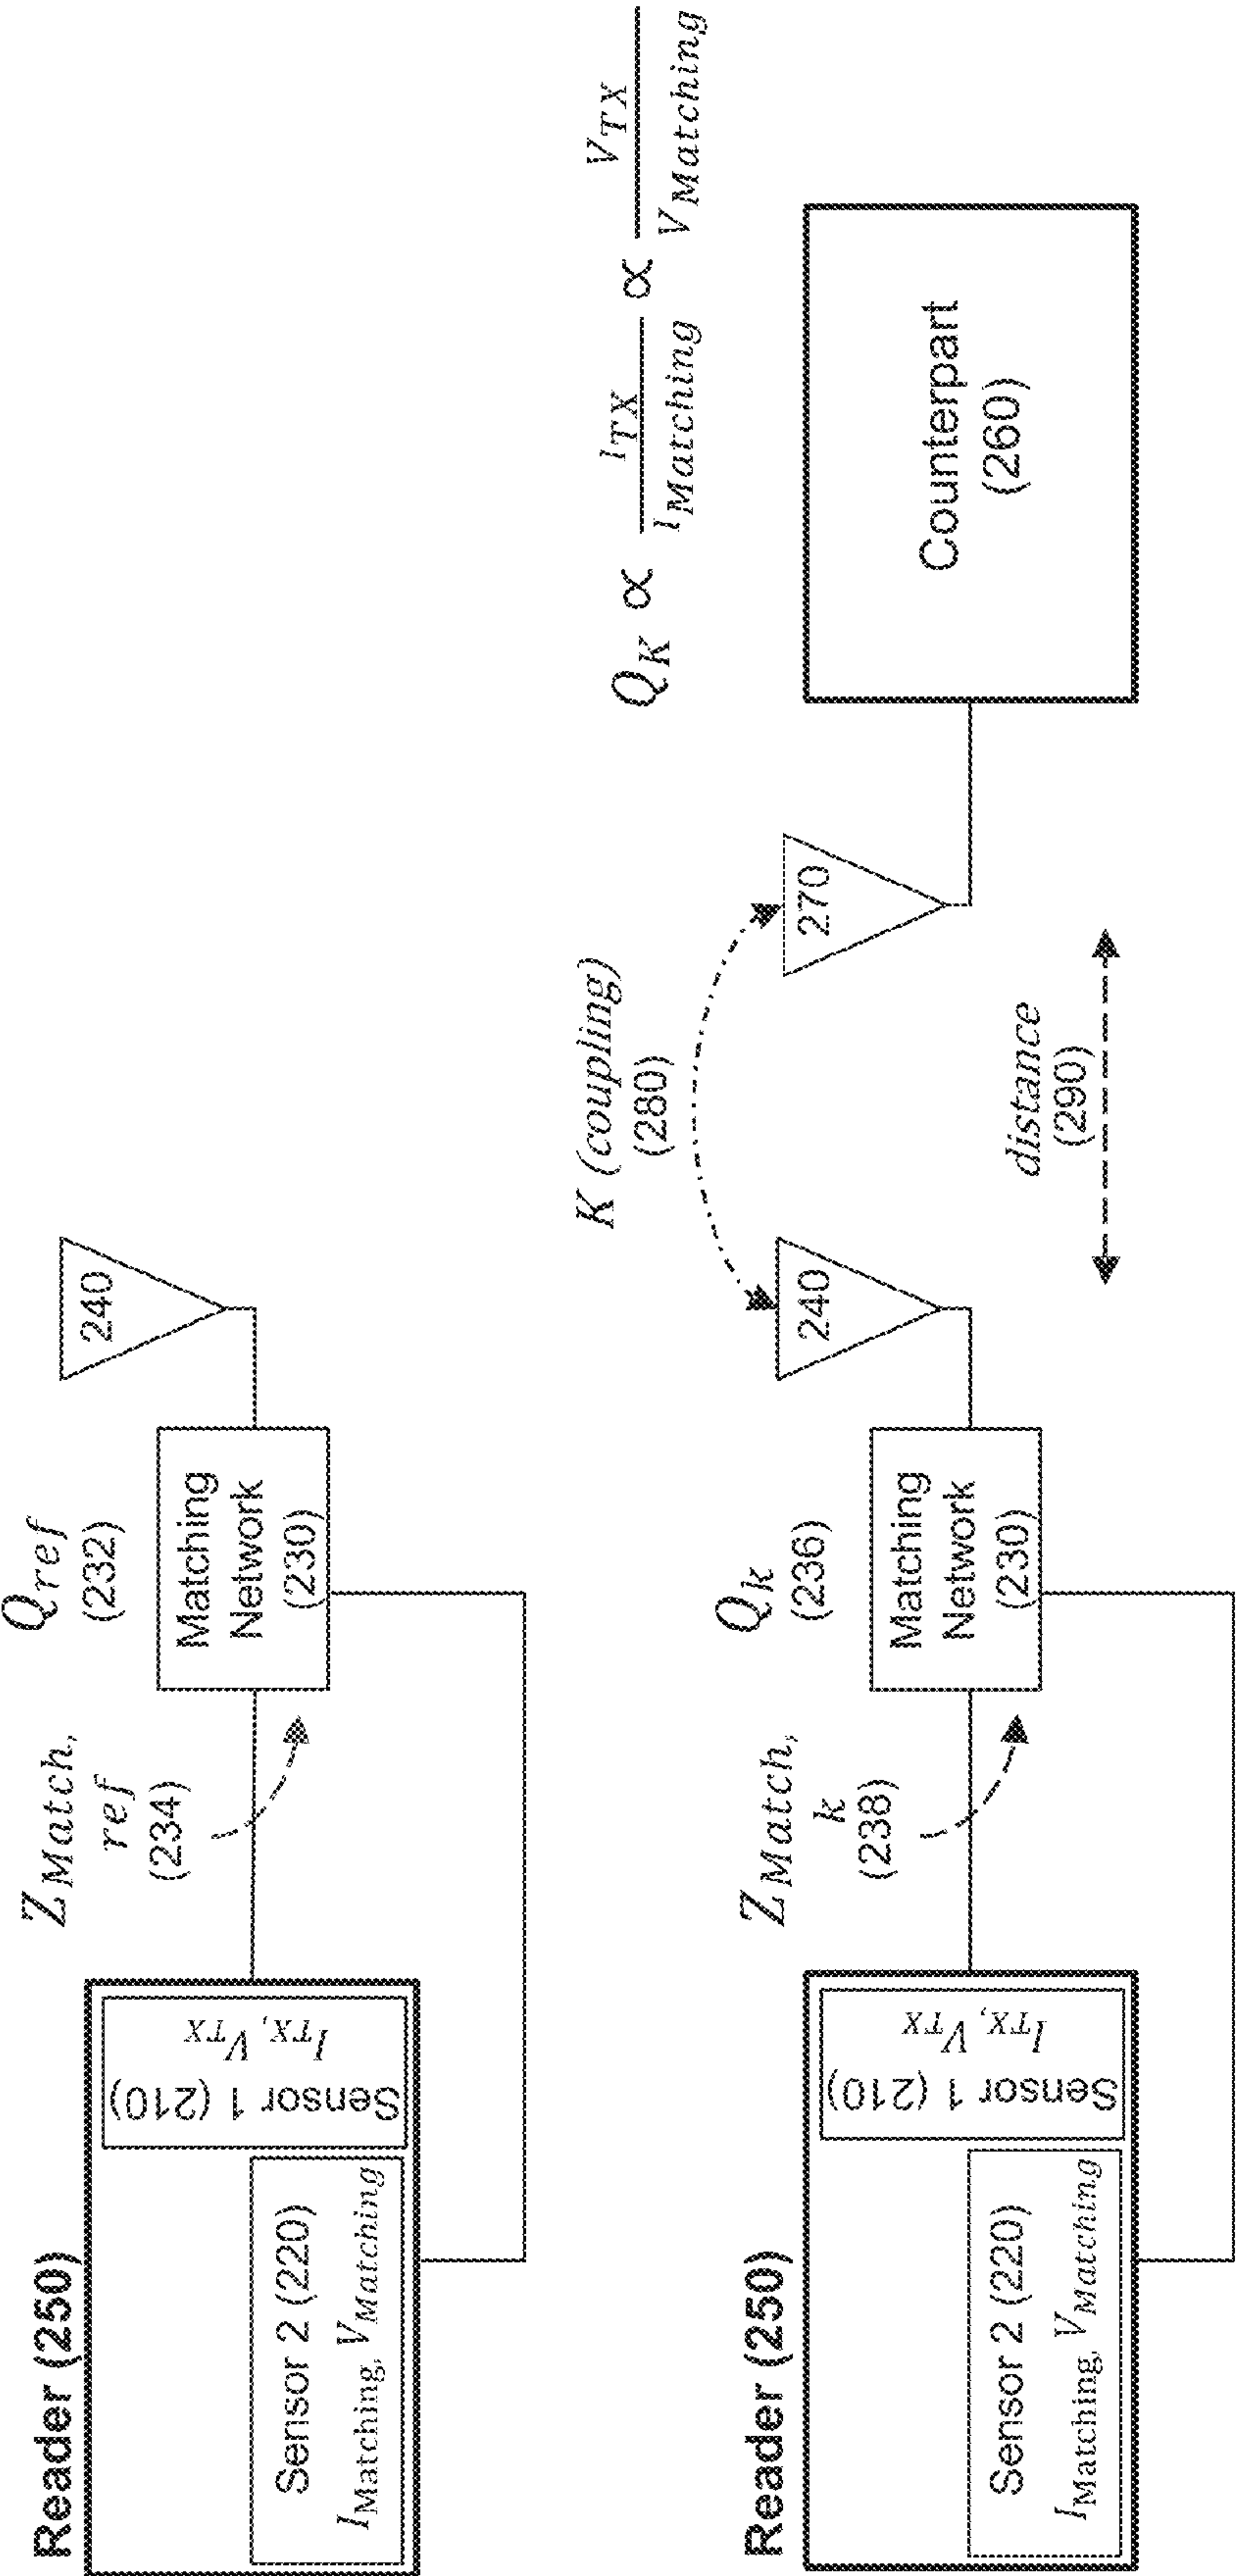 Reader (250)
Sensor 2 (220)
I_Matching, V_Matching
Sensor 1 (210)
I_TX, V_TX
Z_Match,
ref
(234)
Q_ref
(232)
Matching
Network
(230)
240
Reader (250)
Sensor 2 (220)
I_Matching, V_Matching
Sensor 1 (210)
I_TX, V_TX
Z_Match,
k
(238)
Q_k
(236)
Matching
Network
(230)
240
K (coupling)
(280)
270
distance
(290)
Q_K ∝ I_TX / I_Matching ∝ V_TX / V_Matching
Counterpart
(260)